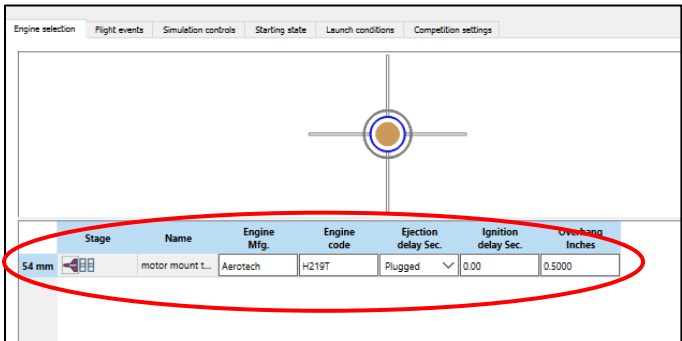 Engine selection Flight events Simulation controls Starting state Launch conditions Competition settings
Stage Name Engine Mfg. Engine code Ejection delay Sec. Ignition delay Sec. Overhang Inches
54 mm motor mount t... Aerotech H219T Plugged 0.00 0.5000